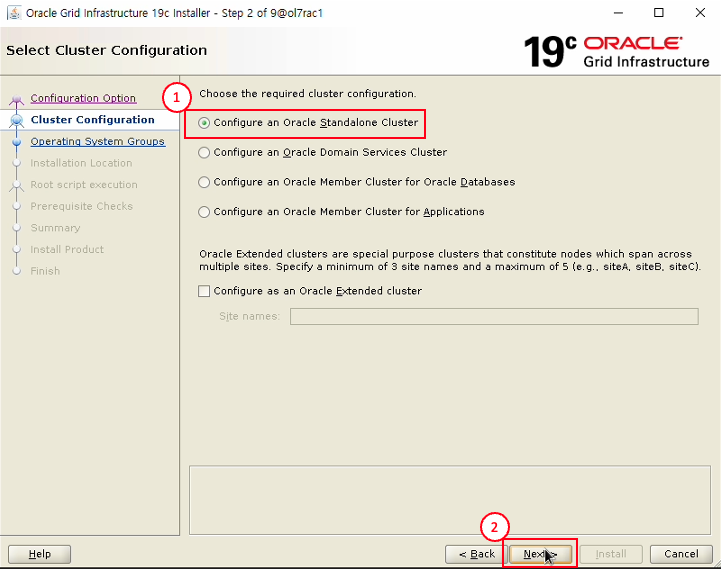 Oracle Grid Infrastructure 19c Installer - Step 2 of 9@ol7rac1
Select Cluster Configuration
19c ORACLE
Grid Infrastructure
Configuration Option
Cluster Configuration
Operating System Groups
Installation Location
Root script execution
Prerequisite Checks
Summary
Install Product
Finish
1
Choose the required cluster configuration.
Configure an Oracle Standalone Cluster
Configure an Oracle Domain Services Cluster
Configure an Oracle Member Cluster for Oracle Databases
Configure an Oracle Member Cluster for Applications
Oracle Extended clusters are special purpose clusters that constitute nodes which span across
multiple sites. Specify a minimum of 3 site names and a maximum of 5 (e.g., siteA, siteB, siteC).
Configure as an Oracle Extended cluster
Site names:
2
Help
< Back
Next >
Install
Cancel